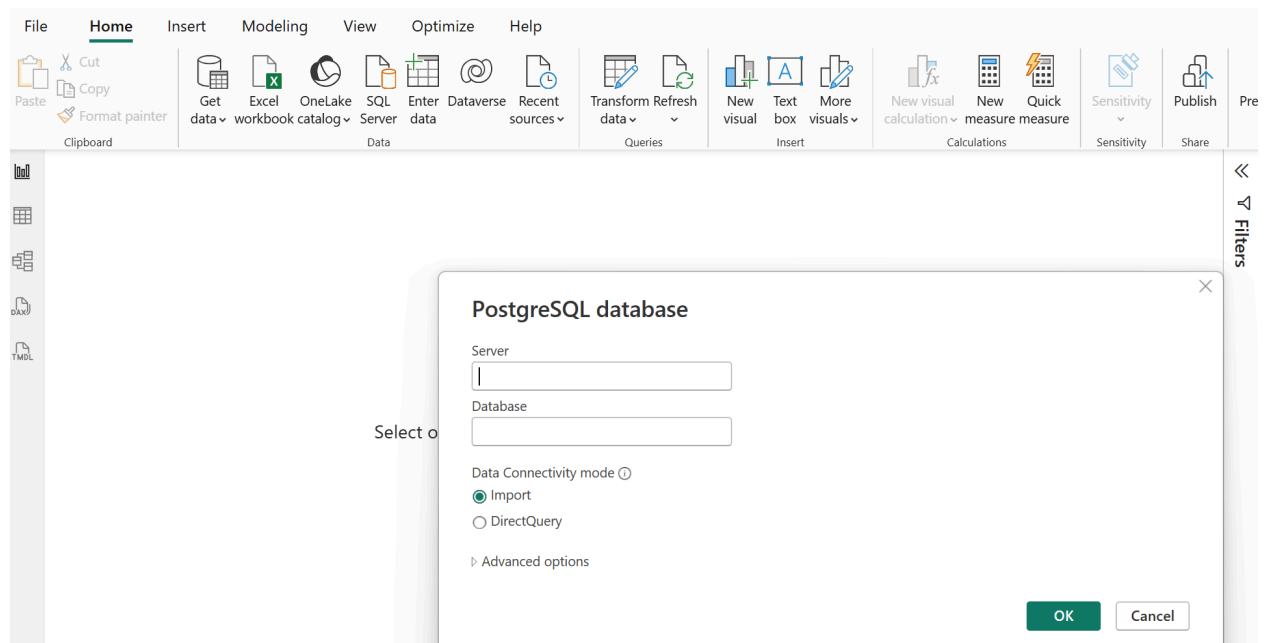 File Home Insert Modeling View Optimize Help
Paste
Cut
Copy
Format painter
Clipboard
Get data
Excel workbook
OneLake catalog
SQL Server
Enter data
Dataverse
Recent sources
Data
Transform data
Refresh
Queries
New visual
Text box
More visuals
Insert
New visual calculation
New measure
Quick measure
Calculations
Sensitivity
Sensitivity
Publish
Share
Pre
DAX
TMDL
Filters
Select o
PostgreSQL database
Server
Database
Data Connectivity mode
Import
DirectQuery
Advanced options
OK Cancel